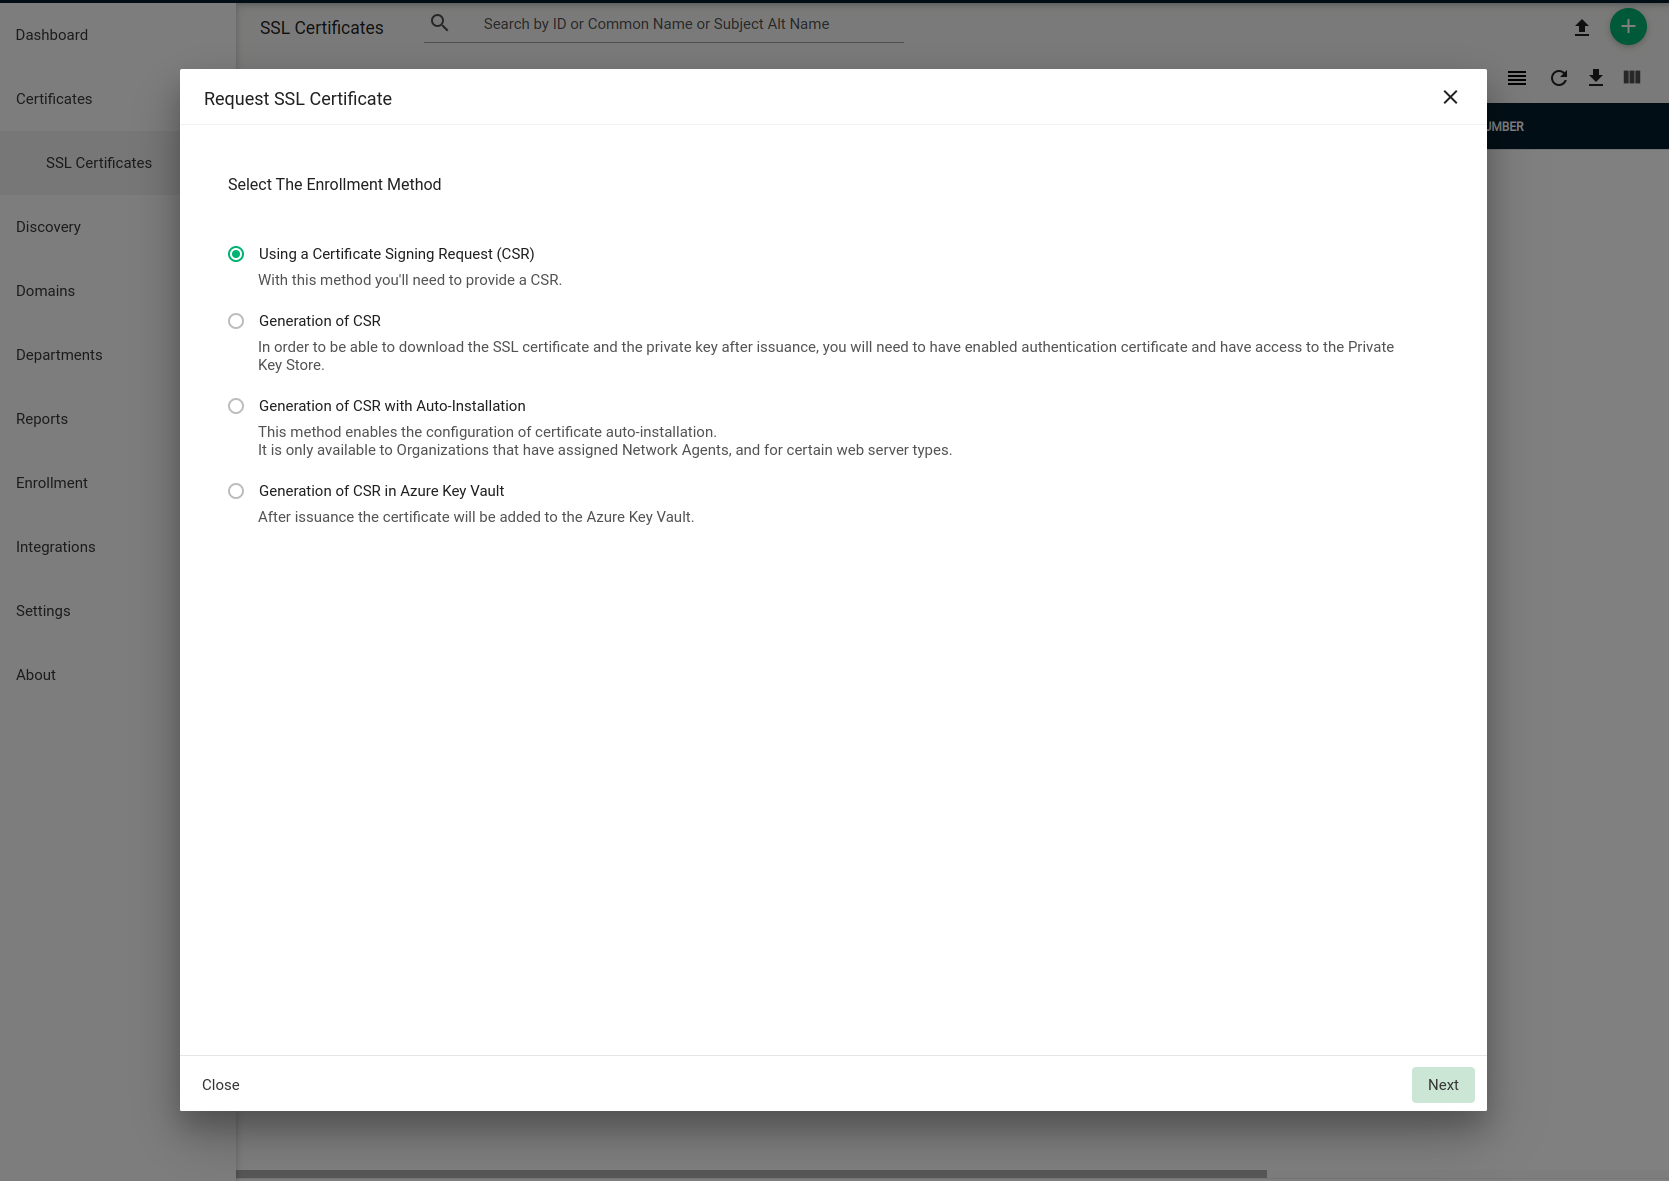 Dashboard
SSL Certificates
Search by ID or Common Name or Subject Alt Name
Certificates
SSL Certificates
Discovery
Domains
Departments
Reports
Enrollment
Integrations
Settings
About
Request SSL Certificate
Select The Enrollment Method
Using a Certificate Signing Request (CSR)
With this method you'll need to provide a CSR.
Generation of CSR
In order to be able to download the SSL certificate and the private key after issuance, you will need to have enabled authentication certificate and have access to the Private
Key Store.
Generation of CSR with Auto-Installation
This method enables the configuration of certificate auto-installation.
It is only available to Organizations that have assigned Network Agents, and for certain web server types.
Generation of CSR in Azure Key Vault
After issuance the certificate will be added to the Azure Key Vault.
Close
Next